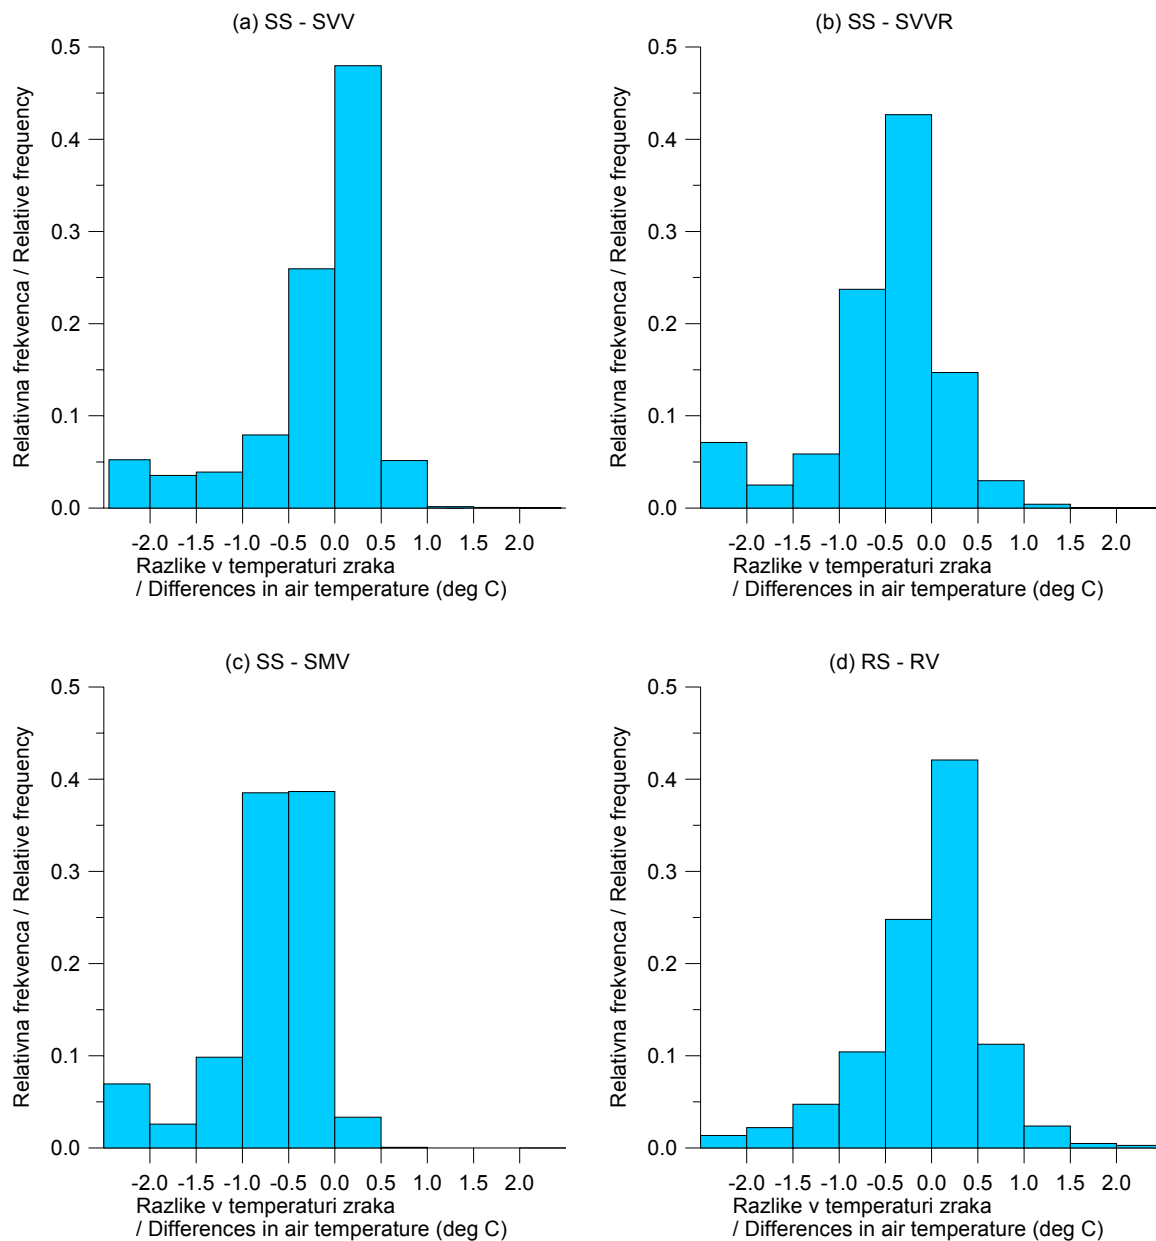 (a) SS - SVV
Relativna frekvenca / Relative frequency
0.5
0.4
0.3
0.2
0.1
0.0
-2.0 -1.5 -1.0 -0.5 0.0 0.5 1.0 1.5 2.0
Razlike v temperaturi zraka
/ Differences in air temperature (deg C)
(b) SS - SVVR
Relativna frekvenca / Relative frequency
0.5
0.4
0.3
0.2
0.1
0.0
-2.0 -1.5 -1.0 -0.5 0.0 0.5 1.0 1.5 2.0
Razlike v temperaturi zraka
/ Differences in air temperature (deg C)
(c) SS - SMV
Relativna frekvenca / Relative frequency
0.5
0.4
0.3
0.2
0.1
0.0
-2.0 -1.5 -1.0 -0.5 0.0 0.5 1.0 1.5 2.0
Razlike v temperaturi zraka
/ Differences in air temperature (deg C)
(d) RS - RV
Relativna frekvenca / Relative frequency
0.5
0.4
0.3
0.2
0.1
0.0
-2.0 -1.5 -1.0 -0.5 0.0 0.5 1.0 1.5 2.0
Razlike v temperaturi zraka
/ Differences in air temperature (deg C)